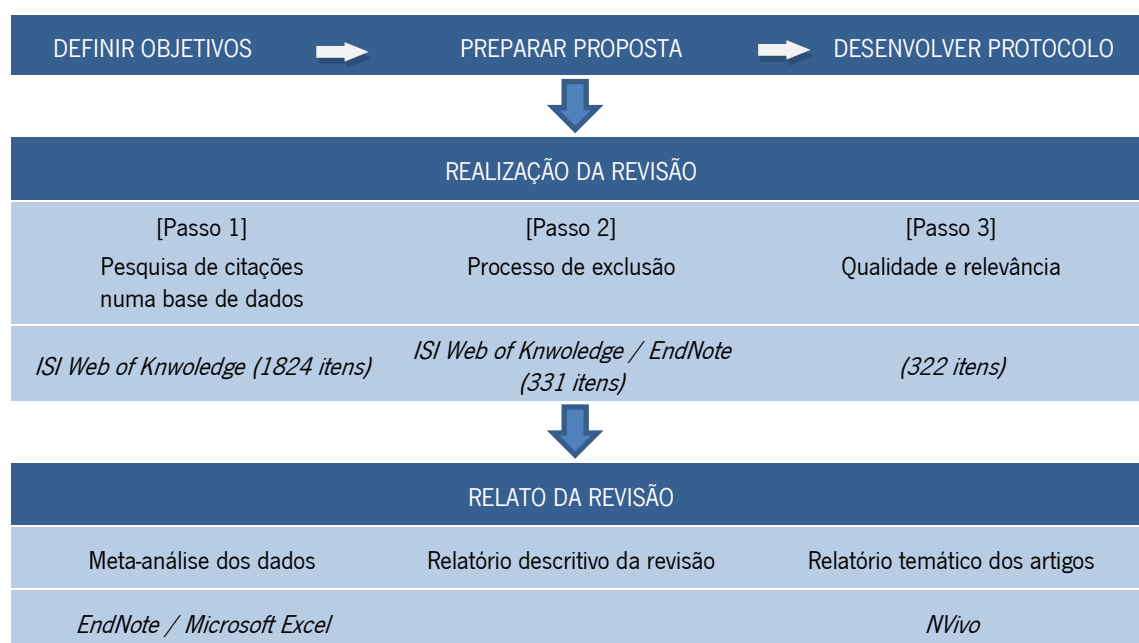 DEFINIR OBJETIVOS PREPARAR PROPOSTA DESENVOLVER PROTOCOLO
REALIZAÇÃO DA REVISÃO
[Passo 1]
Pesquisa de citações
numa base de dados
ISI Web of Knwoledge (1824 itens)
[Passo 2]
Processo de exclusão
ISI Web of Knwoledge / EndNote
(331 itens)
[Passo 3]
Qualidade e relevância
(322 itens)
RELATO DA REVISÃO
Meta-análise dos dados
EndNote / Microsoft Excel
Relatório descritivo da revisão
Relatório temático dos artigos
NVivo